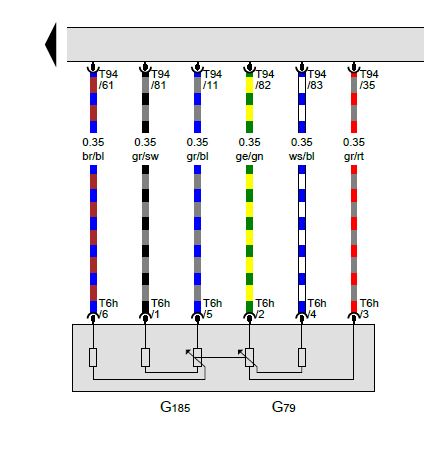 T94 T94 T94 T94 T94 T94
/61 /81 /11 /82 /83 /35
0.35 0.35 0.35 0.35 0.35 0.35
br/bl gr/sw gr/bl ge/gn ws/bl gr/rt
T6h T6h T6h T6h T6h T6h
/6 /1 /5 /2 /4 /3
G185 G79